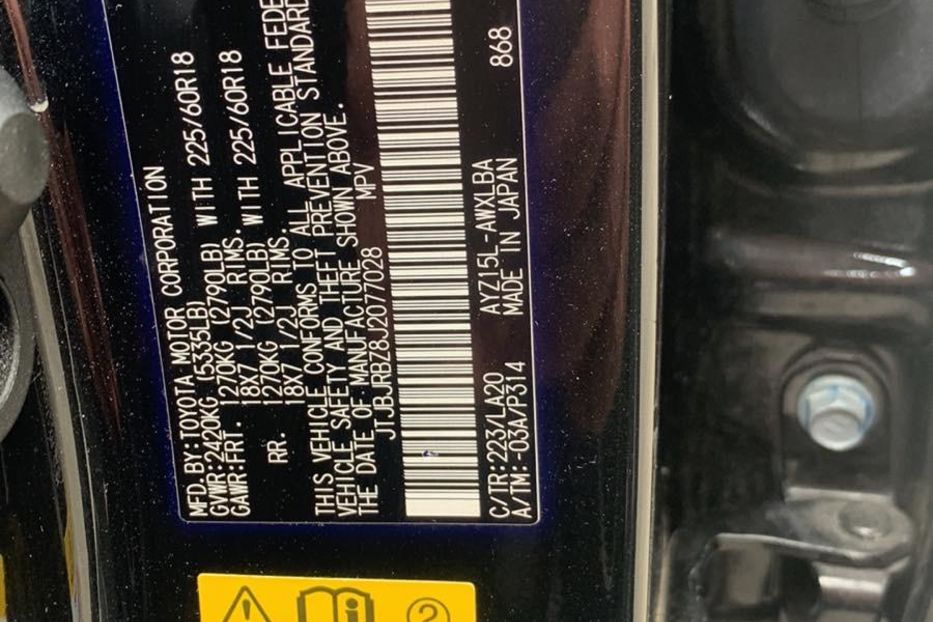 MFD.BY:TOYOTA MOTOR CORPORATION
GVWR:2420KG (5335LB)
GAWR:FRT. 1270KG (2790LB) WITH 225/60R18
18X7 1/2J RIMS.
RR. 1270KG (2790LB) WITH 225/60R18
18X7 1/2J RIMS.
THIS VEHICLE CONFORMS TO ALL APPLICABLE FEDE
VEHICLE SAFETY AND THEFT PREVENTION STANDARD
THE DATE OF MANUFACTURE SHOWN ABOVE.
JTJBJRBZ8J2077028 MPV
C/TR:223/LA20 AYZ15L-AWXLBA 868
A/TM:-03A/P314 MADE IN JAPAN